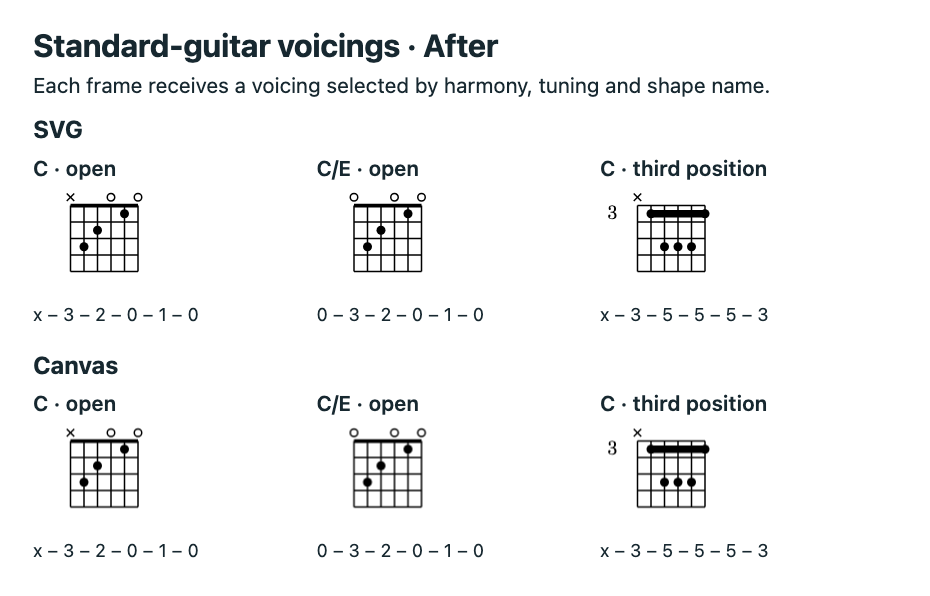 Standard-guitar voicings · After
Each frame receives a voicing selected by harmony, tuning and shape name.
SVG
C · open
C/E · open
C · third position
x o o
o o o
x
3
x – 3 – 2 – 0 – 1 – 0
0 – 3 – 2 – 0 – 1 – 0
x – 3 – 5 – 5 – 5 – 3
Canvas
C · open
C/E · open
C · third position
x o o
o o o
x
3
x – 3 – 2 – 0 – 1 – 0
0 – 3 – 2 – 0 – 1 – 0
x – 3 – 5 – 5 – 5 – 3